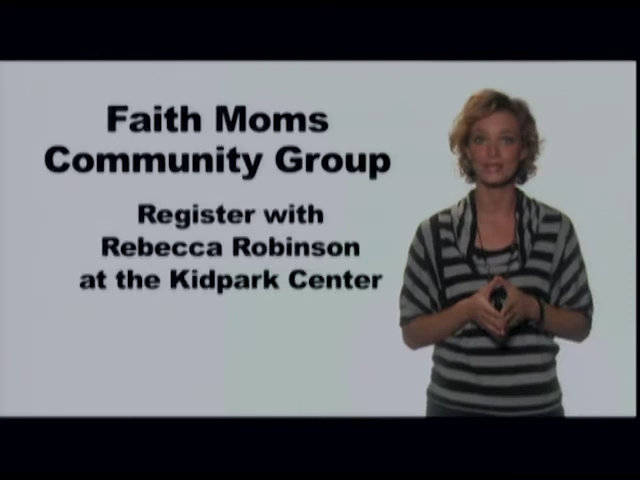 Faith Moms
Community Group
Register with
Rebecca Robinson
at the Kidpark Center